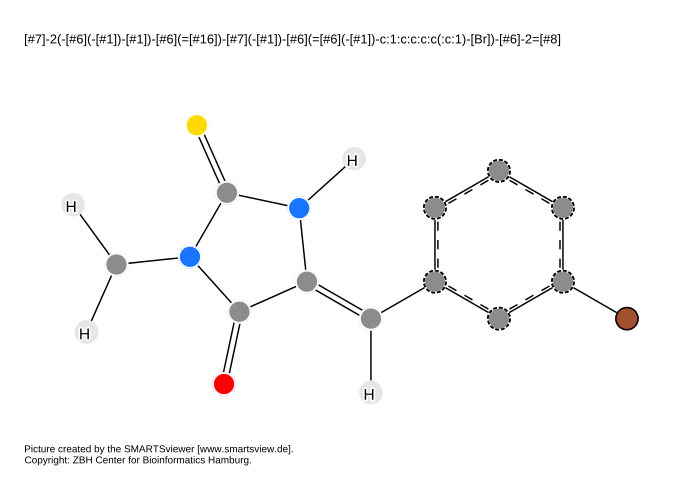 [#7]-2(-[#6](-[#1])-[#1])-[#6](=[#16])-[#7](-[#1])-[#6](=[#6](-[#1])-c:1:c:c:c:c(:c:1)-[Br])-[#6]-2=[#8]
H
H
H
H
Picture created by the SMARTSviewer [www.smartsview.de].
Copyright: ZBH Center for Bioinformatics Hamburg.